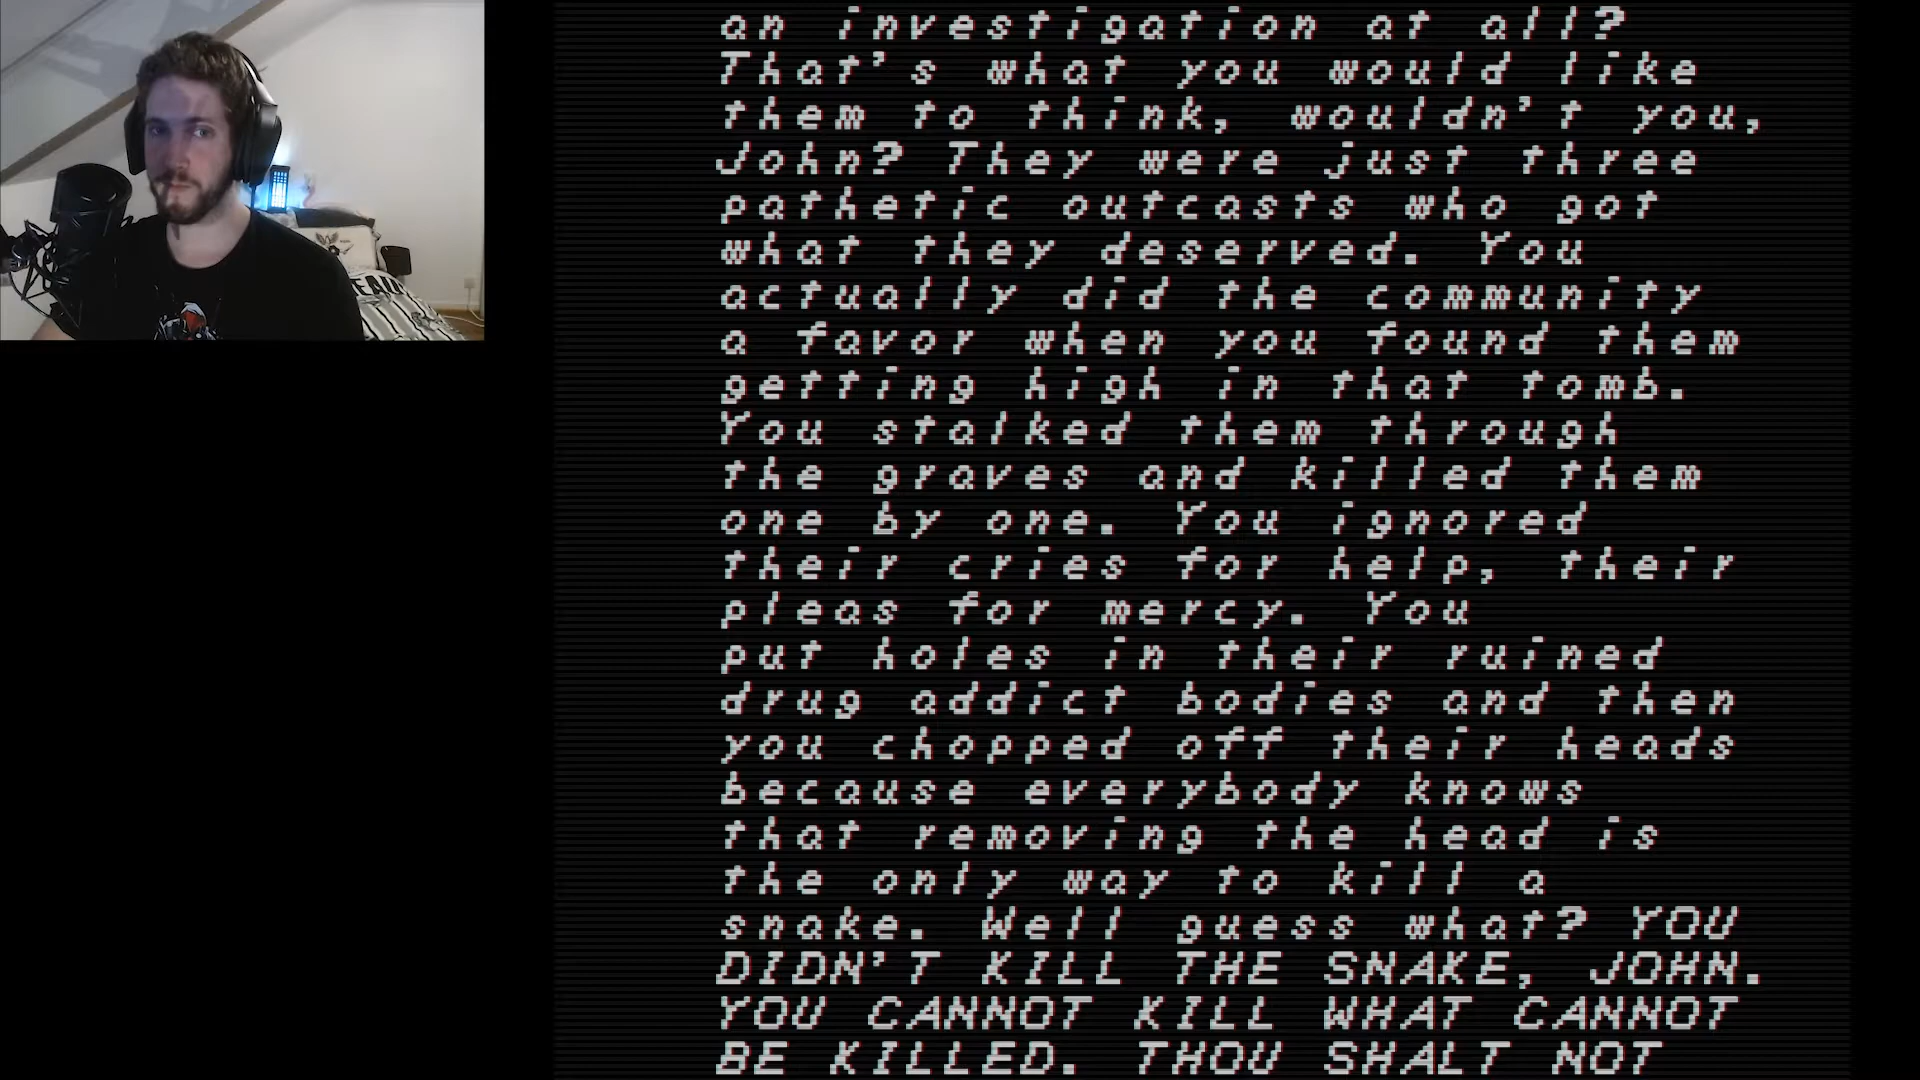 an investigation at all?
That's what you would like
them to think, wouldn't you,
John? They were just three
pathetic outcasts who got
what they deserved. You
actually did the community
a favor when you found them
getting high in that tomb.
You stalked them through
the graves and killed them
one by one. You ignored
their cries for help, their
pleas for mercy. You
put holes in their ruined
drug addict bodies and then
you chopped off their heads
because everybody knows
that removing the head is
the only way to kill a
snake. Well guess what? YOU
DIDN'T KILL THE SNAKE, JOHN.
YOU CANNOT KILL WHAT CANNOT
BE KILLED. THOU SHALT NOT